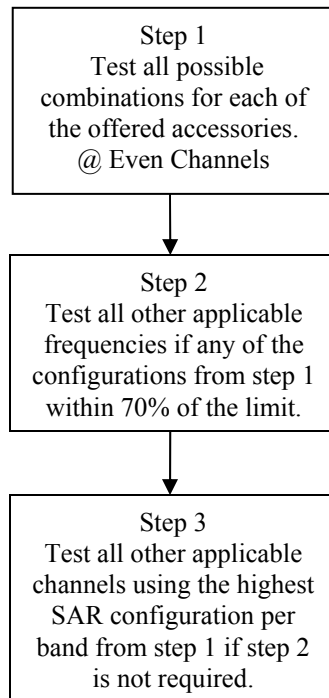 Step 1
Test all possible
combinations for each of
the offered accessories.
@ Even Channels
Step 2
Test all other applicable
frequencies if any of the
configurations from step 1
within 70% of the limit.
Step 3
Test all other applicable
channels using the highest
SAR configuration per
band from step 1 if step 2
is not required.